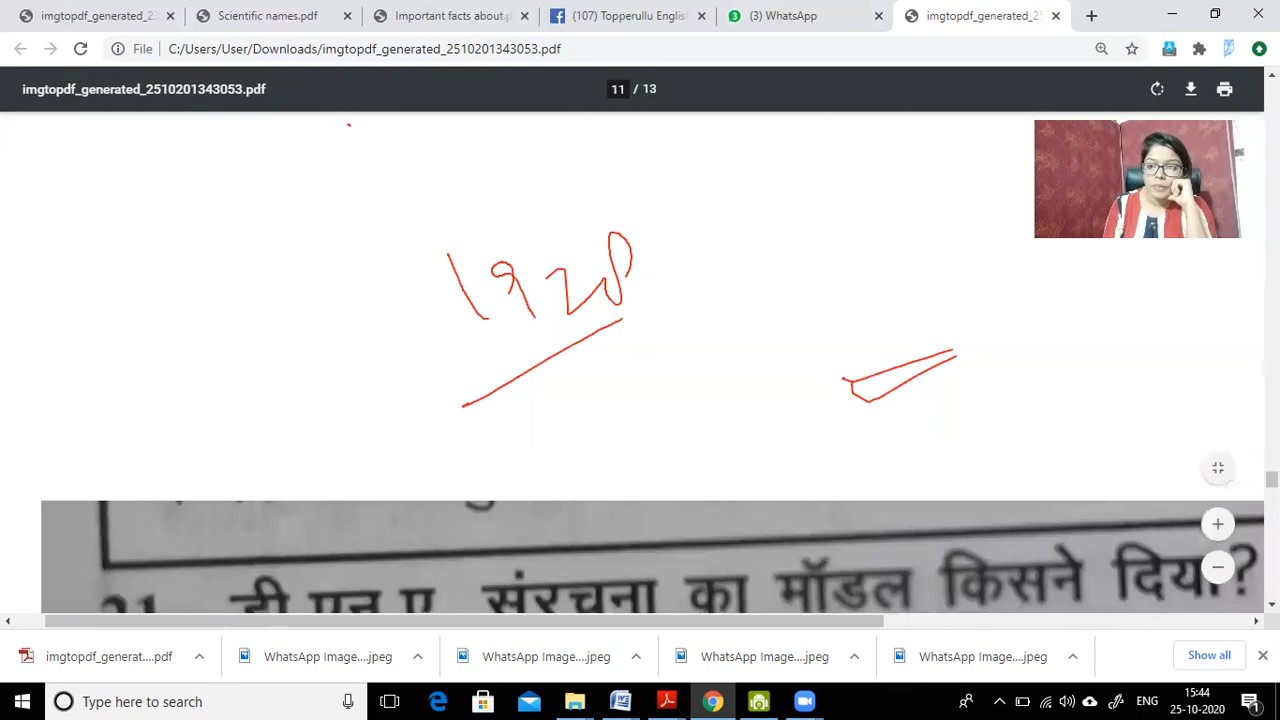 imgtopdf_generated_2
Scientific names.pdf
Important facts about.p
(107) Topperullu Englis
(3) WhatsApp
imgtopdf_generated_25
File
C:/Users/User/Downloads/imgtopdf_generated_2510201343053.pdf
imgtopdf_generated_2510201343053.pdf
11 / 13
1928
डी एन ए संरचना का मॉडल किसने दिया?
imgtopdf_generat....pdf
WhatsApp Image....jpeg
WhatsApp Image....jpeg
WhatsApp Image....jpeg
WhatsApp Image....jpeg
Show all
Type here to search
ENG
15:44
25-10-2020